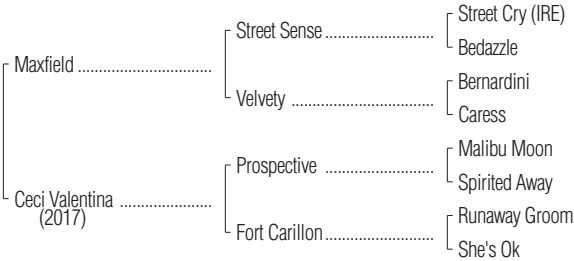 Street Cry (IRE)
Street Sense ........................
Bedazzle
Maxfield ..............................
Bernardini
Velvety ................................
Caress
Malibu Moon
Prospective ........................
Spirited Away
Ceci Valentina .....................
(2017)
Runaway Groom
Fort Carillon ........................
She's Ok